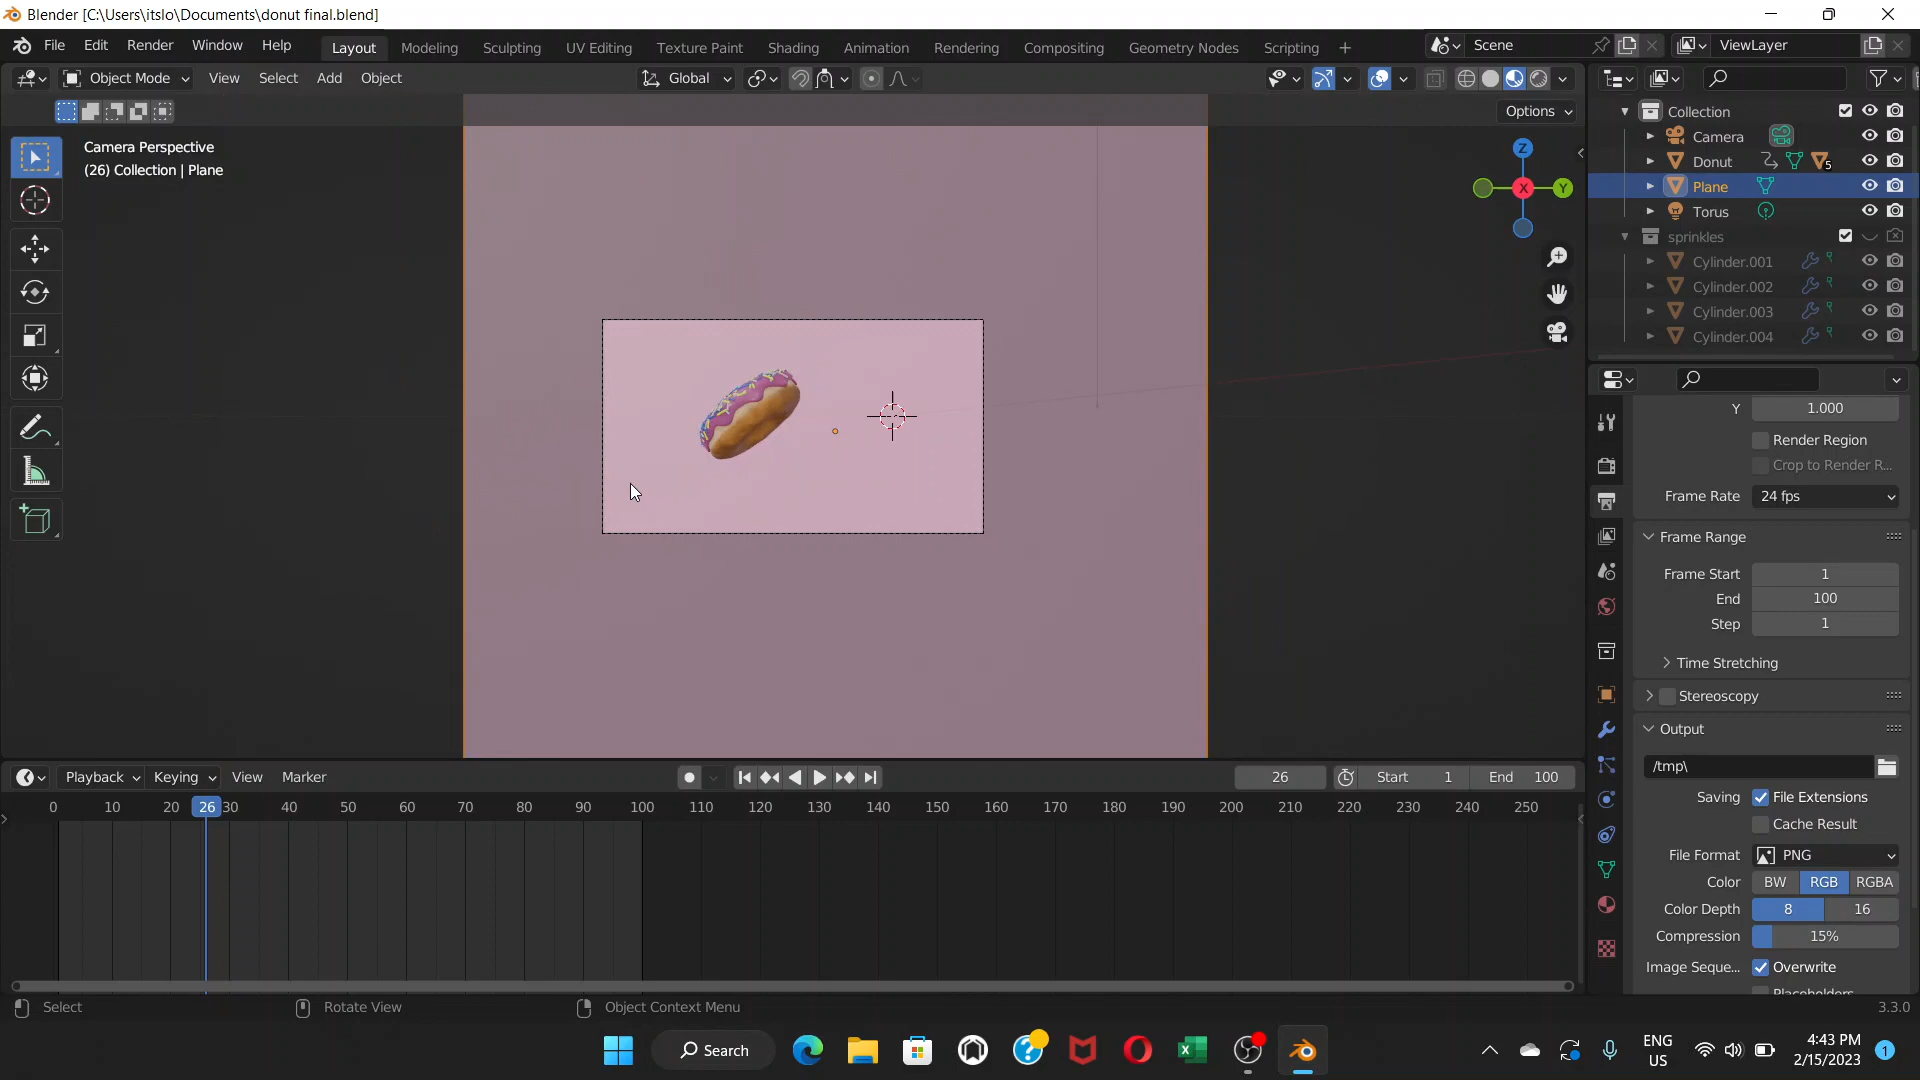 Blender [C:\Users\itslo\Documents\donut final.blend]
File Edit Render Window Help Layout Modeling Sculpting UV Editing Texture Paint Shading Animation Rendering Compositing Geometry Nodes Scripting + Scene ViewLayer
Object Mode View Select Add Object Global
Options
Camera Perspective
(26) Collection | Plane
Z
X
Y
Collection
Camera
Donut 5
Plane
Torus
sprinkles
Cylinder.001
Cylinder.002
Cylinder.003
Cylinder.004
Y 1.000
Render Region
Crop to Render R...
Frame Rate 24 fps
Frame Range
Frame Start 1
End 100
Step 1
Time Stretching
Stereoscopy
Output
/tmp\
Saving File Extensions
Cache Result
File Format PNG
Color BW RGB RGBA
Color Depth 8 16
Compression 15%
Image Seque... Overwrite
Placeholders
Playback Keying View Marker 26 Start 1 End 100
0 10 20 26 30 40 50 60 70 80 90 100 110 120 130 140 150 160 170 180 190 200 210 220 230 240 250
Select Rotate View Object Context Menu 3.3.0
Search
ENG
US
4:43 PM
2/15/2023
1